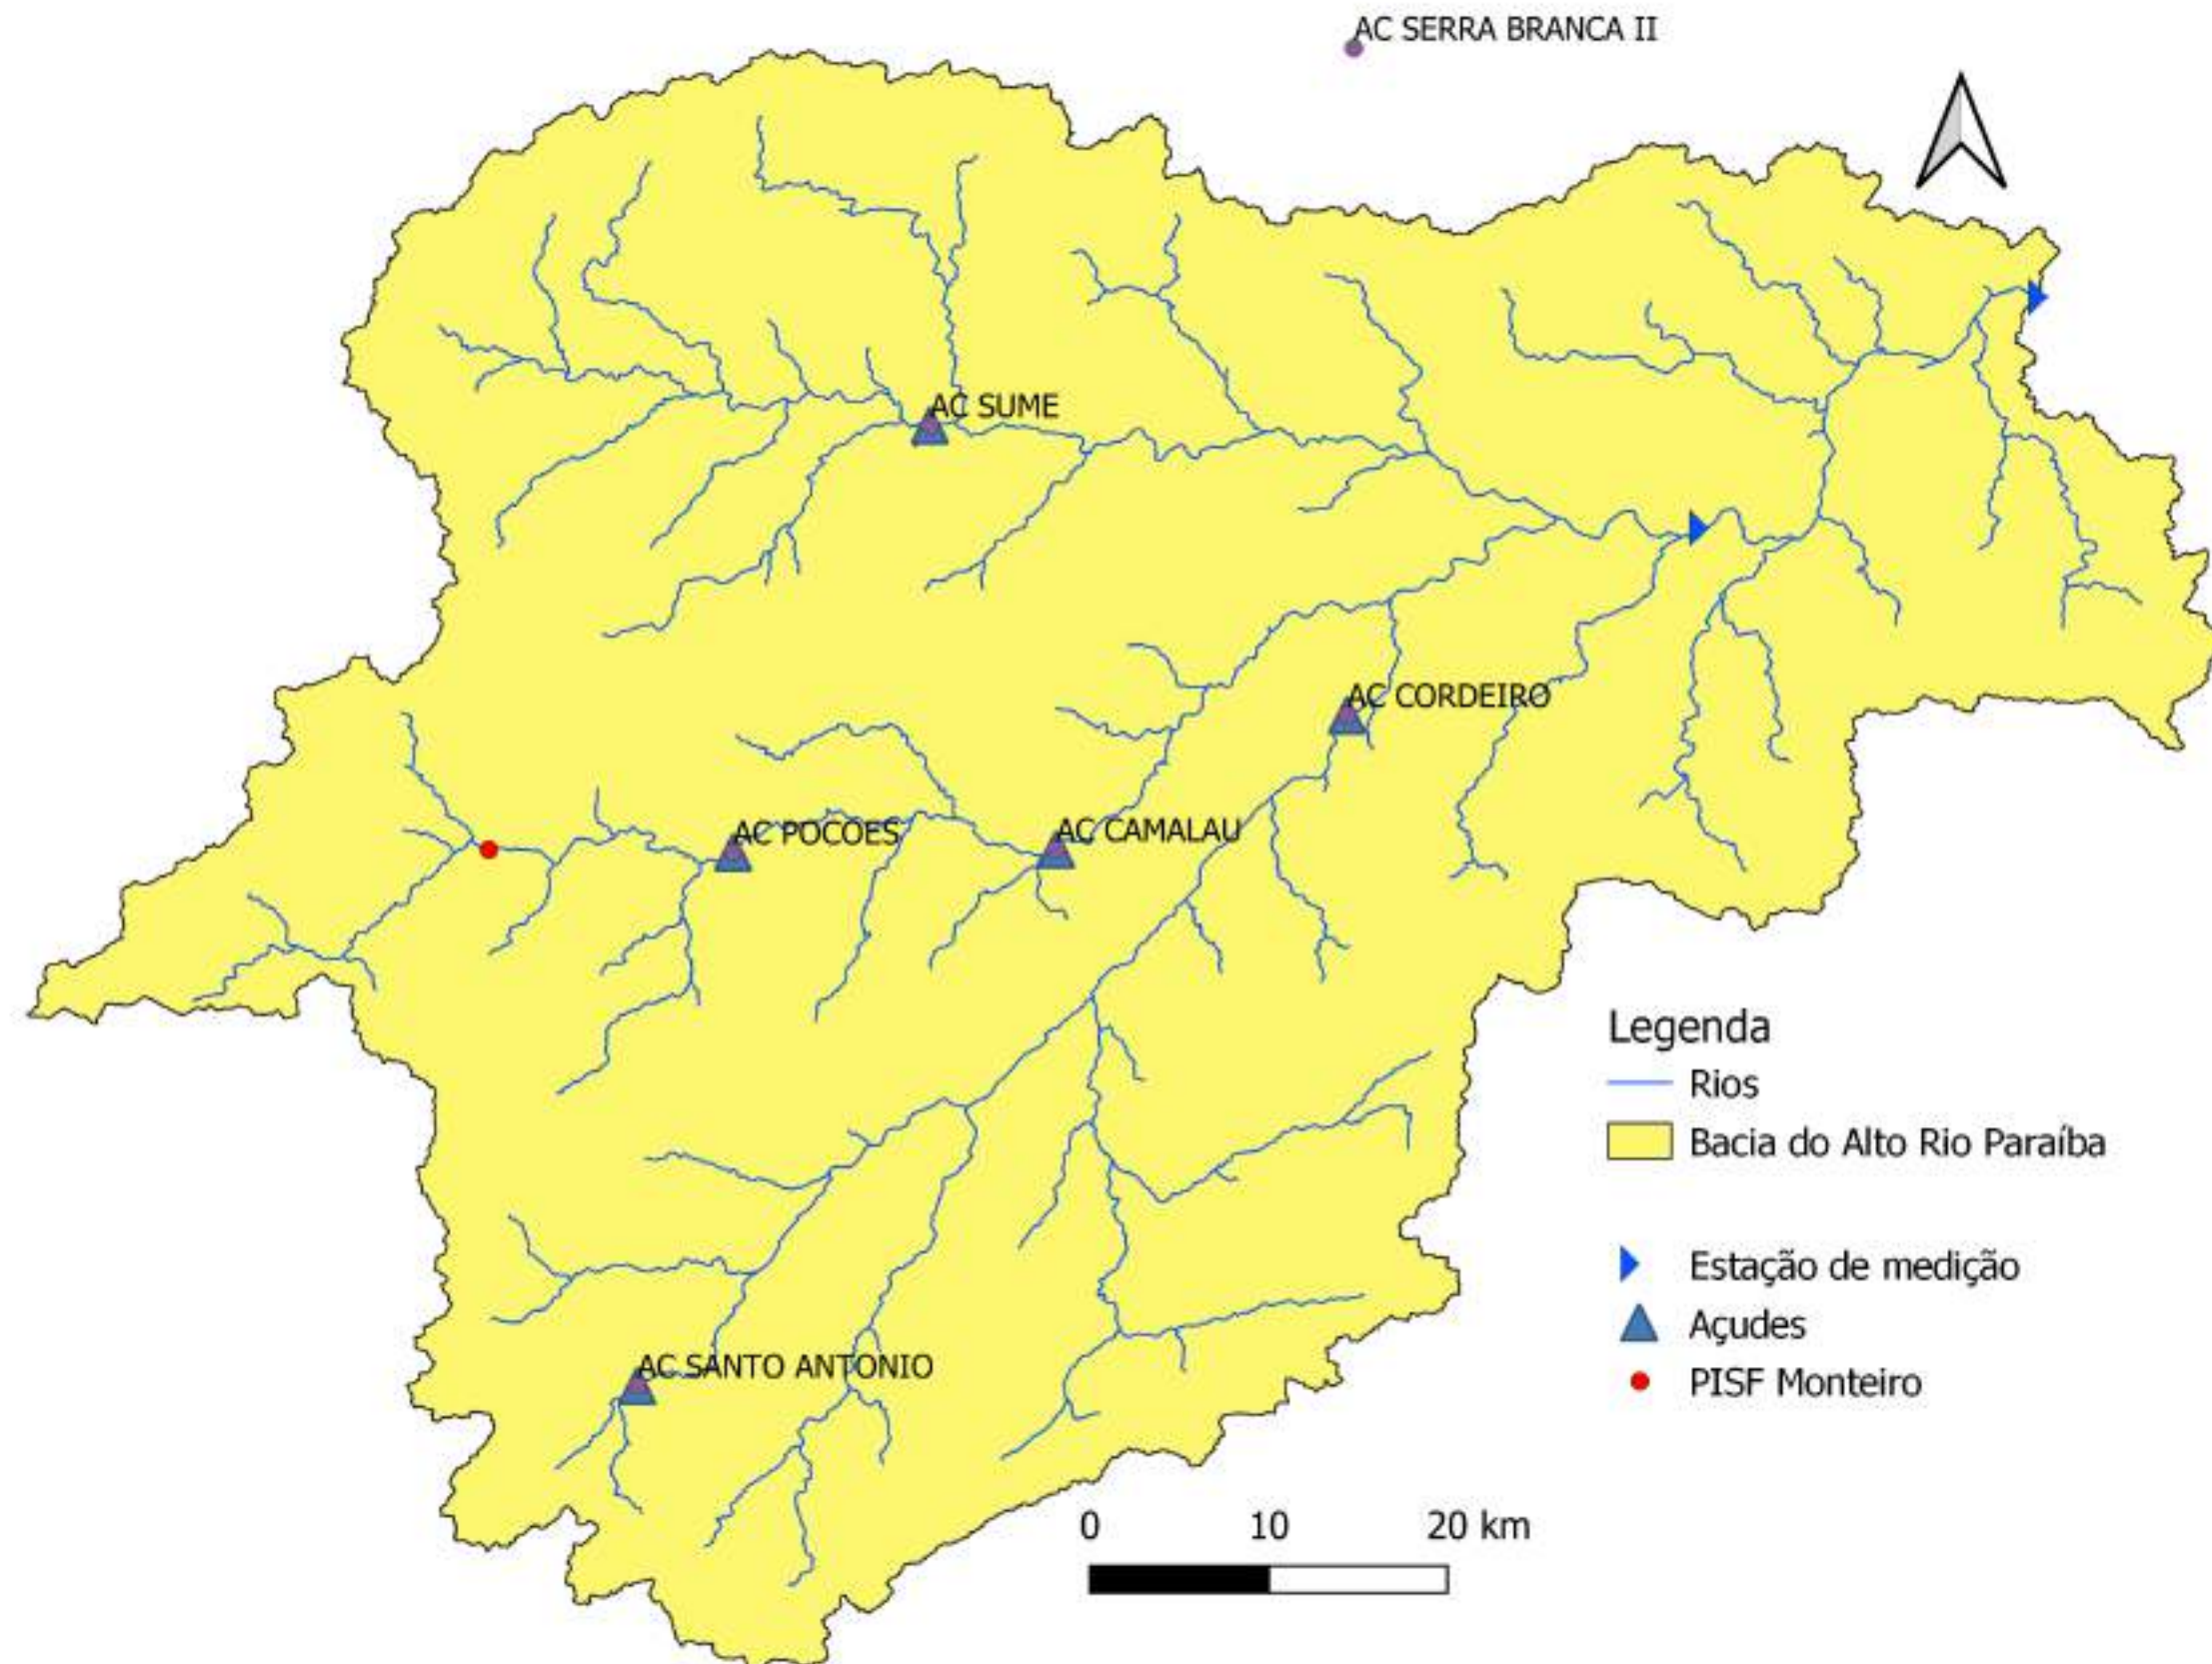 AC SERRA BRANCA II
AC SUME
AC CORDEIRO
AC POCOES
AC CAMALAU
AC SANTO ANTONIO
Legenda
Rios
Bacia do Alto Rio Paraíba
Estação de medição
Açudes
PISF Monteiro
0 10 20 km